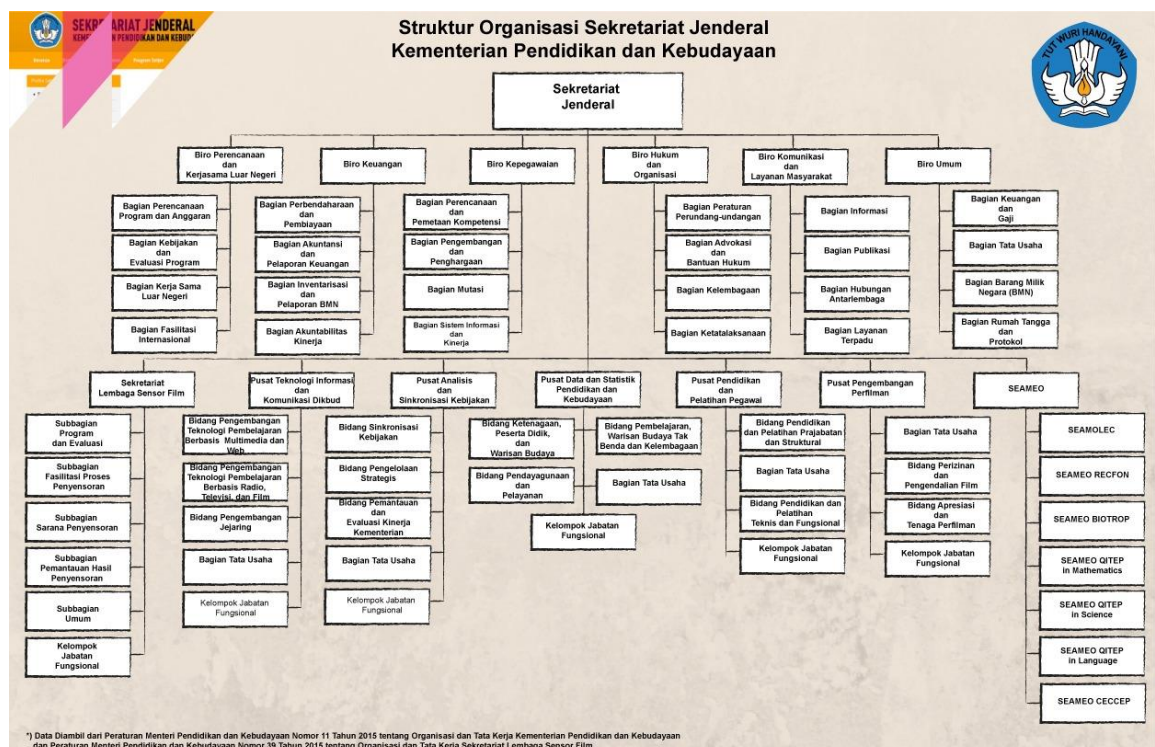 SEKRETARIAT JENDERAL
Struktur Organisasi Sekretariat Jenderal
Kementerian Pendidikan dan Kebudayaan
TUT WURI HANDAYANI
Sekretariat
Jenderal
Biro Perencanaan
dan
Kerjasama Luar Negeri
Biro Keuangan
Biro Kepegawaian
Biro Hukum
dan
Organisasi
Biro Komunikasi
dan
Layanan Masyarakat
Biro Umum
Bagian Perencanaan
Program dan Anggaran
Bagian Kebijakan
dan
Evaluasi Program
Bagian Kerja Sama
Luar Negeri
Bagian Fasilitasi
Internasional
Bagian Perbendaharaan
dan
Pembiayaan
Bagian Akuntansi
dan
Pelaporan Keuangan
Bagian Inventarisasi
dan
Pelaporan BMN
Bagian Akuntabilitas
Kinerja
Bagian Perencanaan
dan
Pemetaan Kompetensi
Bagian Pengembangan
dan
Penghargaan
Bagian Mutasi
Bagian Sistem Informasi
dan
Kinerja
Bagian Peraturan
Perundang-undangan
Bagian Advokasi
dan
Bantuan Hukum
Bagian Kelembagaan
Bagian Ketatalaksanaan
Bagian Informasi
Bagian Publikasi
Bagian Hubungan
Antarlembaga
Bagian Layanan
Terpadu
Bagian Keuangan
dan
Gaji
Bagian Tata Usaha
Bagian Barang Milik
Negara (BMN)
Bagian Rumah Tangga
dan
Protokol
Sekretariat
Lembaga Sensor Film
Pusat Teknologi Informasi
dan
Komunikasi Dikbud
Pusat Analisis
dan
Sinkronisasi Kebijakan
Pusat Data dan Statistik
Pendidikan dan
Kebudayaan
Pusat Pendidikan
dan
Pelatihan Pegawai
Pusat Pengembangan
Perfilman
SEAMEO
Subbagian
Program
dan Evaluasi
Subbagian
Fasilitasi Proses
Penyensoran
Subbagian
Sarana Penyensoran
Subbagian
Pemantauan Hasil
Penyensoran
Subbagian
Umum
Kelompok
Jabatan
Fungsional
Bidang Pengembangan
Teknologi Pembelajaran
Berbasis Multimedia dan
Web
Bidang Pengembangan
Teknologi Pembelajaran
Berbasis Radio,
Televisi, dan Film
Bidang Pengembangan
Jejaring
Bagian Tata Usaha
Kelompok Jabatan
Fungsional
Bidang Sinkronisasi
Kebijakan
Bidang Pengelolaan
Strategis
Bidang Pemantauan
dan
Evaluasi Kinerja
Kementerian
Bagian Tata Usaha
Kelompok Jabatan
Fungsional
Bidang Ketenagaan,
Peserta Didik,
dan
Warisan Budaya
Bidang Pembelajaran,
Warisan Budaya Tak
Benda dan Kelembagaan
Bidang Pendayagunaan
dan
Pelayanan
Bagian Tata Usaha
Kelompok Jabatan
Fungsional
Bidang Pendidikan
dan Pelatihan Prajabatan
dan Struktural
Bagian Tata Usaha
Bidang Pendidikan dan
Pelatihan
Teknis dan Fungsional
Kelompok Jabatan
Fungsional
Bagian Tata Usaha
Bidang Perizinan
dan
Pengendalian Film
Bidang Apresiasi
dan
Tenaga Perfilman
Kelompok Jabatan
Fungsional
SEAMOLEC
SEAMEO RECFON
SEAMEO BIOTROP
SEAMEO QITEP
in Mathematics
SEAMEO QITEP
in Science
SEAMEO QITEP
in Language
SEAMEO CECCEP
*) Data Diambil dari Peraturan Menteri Pendidikan dan Kebudayaan Nomor 11 Tahun 2015 tentang Organisasi dan Tata Kerja Kementerian Pendidikan dan Kebudayaan
dan Peraturan Menteri Pendidikan dan Kebudayaan Nomor 39 Tahun 2015 tentang Organisasi dan Tata Kerja Sekretariat Lembaga Sensor Film